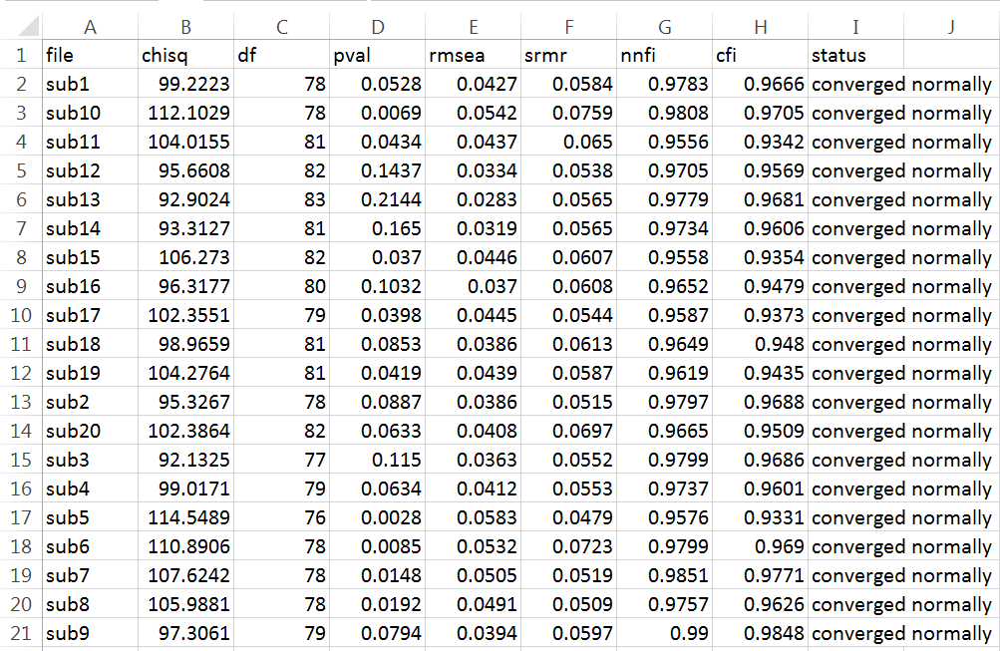 A B C D E F G H I J
1 file chisq df pval rmsea srmr nnfi cfi status
2 sub1 99.2223 78 0.0528 0.0427 0.0584 0.9783 0.9666 converged normally
3 sub10 112.1029 78 0.0069 0.0542 0.0759 0.9808 0.9705 converged normally
4 sub11 104.0155 81 0.0434 0.0437 0.065 0.9556 0.9342 converged normally
5 sub12 95.6608 82 0.1437 0.0334 0.0538 0.9705 0.9569 converged normally
6 sub13 92.9024 83 0.2144 0.0283 0.0565 0.9779 0.9681 converged normally
7 sub14 93.3127 81 0.165 0.0319 0.0565 0.9734 0.9606 converged normally
8 sub15 106.273 82 0.037 0.0446 0.0607 0.9558 0.9354 converged normally
9 sub16 96.3177 80 0.1032 0.037 0.0608 0.9652 0.9479 converged normally
10 sub17 102.3551 79 0.0398 0.0445 0.0544 0.9587 0.9373 converged normally
11 sub18 98.9659 81 0.0853 0.0386 0.0613 0.9649 0.948 converged normally
12 sub19 104.2764 81 0.0419 0.0439 0.0587 0.9619 0.9435 converged normally
13 sub2 95.3267 78 0.0887 0.0386 0.0515 0.9797 0.9688 converged normally
14 sub20 102.3864 82 0.0633 0.0408 0.0697 0.9665 0.9509 converged normally
15 sub3 92.1325 77 0.115 0.0363 0.0552 0.9799 0.9686 converged normally
16 sub4 99.0171 79 0.0634 0.0412 0.0553 0.9737 0.9601 converged normally
17 sub5 114.5489 76 0.0028 0.0583 0.0479 0.9576 0.9331 converged normally
18 sub6 110.8906 78 0.0085 0.0532 0.0723 0.9799 0.969 converged normally
19 sub7 107.6242 78 0.0148 0.0505 0.0519 0.9851 0.9771 converged normally
20 sub8 105.9881 78 0.0192 0.0491 0.0509 0.9757 0.9626 converged normally
21 sub9 97.3061 79 0.0794 0.0394 0.0597 0.99 0.9848 converged normally